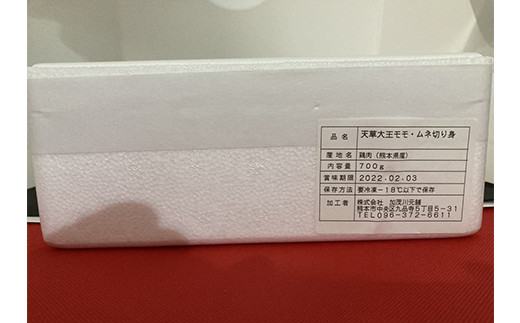 品名 天草大王モモ・ムネ切り身
産地名 鶏肉（熊本県産）
内容量 700g
賞味期限 2022.02.03
保存方法 要冷凍－18℃以下で保存
加工者 株式会社 加茂川元舗
熊本市中央区九品寺5丁目5-31
TEL096-372-6611